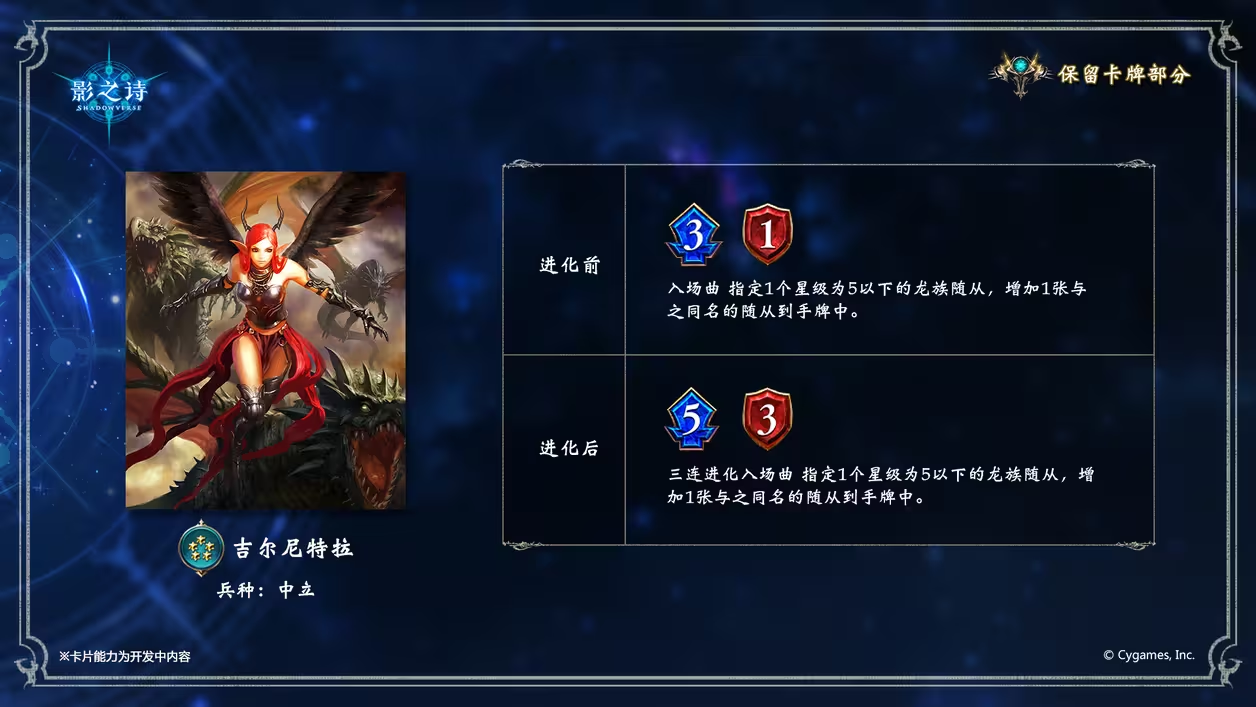 影之诗
SHADOWVERSE
保留卡牌部分
进化前
3 1
入场曲 指定1个星级为5以下的龙族随从，增加1张与
之同名的随从到手牌中。
进化后
5 3
三连进化入场曲 指定1个星级为5以下的龙族随从，增
加1张与之同名的随从到手牌中。
吉尔尼特拉
兵种：中立
※卡片能力为开发中内容
© Cygames, Inc.